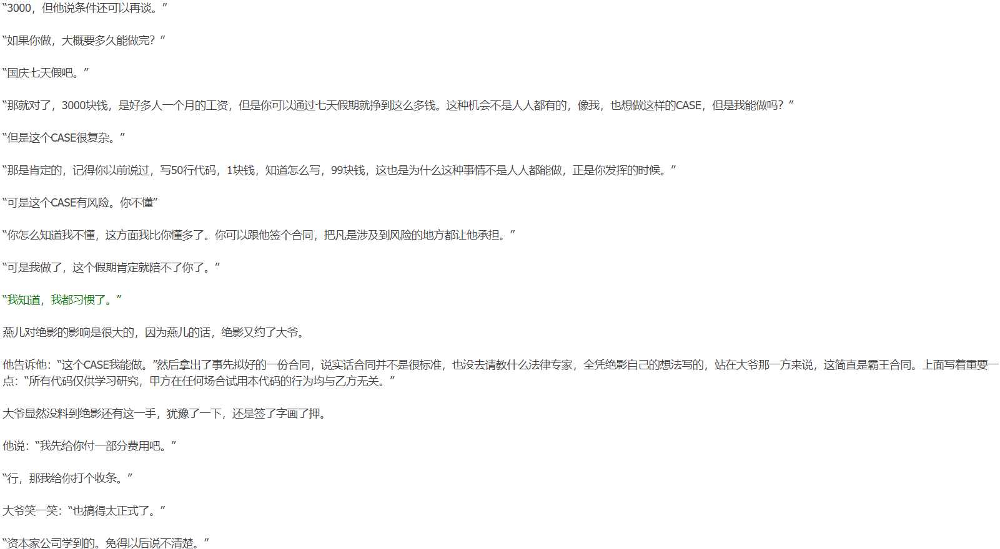 “3000，但他说条件还可以再谈。”
“如果你做，大概要多久能做完？”
“国庆七天假吧。”
“那就对了，3000块钱，是好多人一个月的工资，但是你可以通过七天假期就挣到这么多钱。这种机会不是人人都有的，像我，也想做这样的CASE，但是我能做吗？”
“但是这个CASE很复杂。”
“那是肯定的，记得你以前说过，写50行代码，1块钱，知道怎么写，99块钱，这也是为什么这种事情不是人人都能做，正是你发挥的时候。”
“可是这个CASE有风险。你不懂”
“你怎么知道我不懂，这方面我比你懂多了。你可以跟他签个合同，把凡是涉及到风险的地方都让他承担。”
“可是我做了，这个假期肯定就陪不了你了。”
“我知道，我都习惯了。”
燕儿对绝影的影响是很大的，因为燕儿的话，绝影又约了大爷。
他告诉他：“这个CASE我能做。”然后拿出了事先拟好的一份合同，说实话合同并不是很标准，也没去请教什么法律专家，全凭绝影自己的想法写的，站在大爷那一方来说，这简直是霸王合同。上面写着重要一
点：“所有代码仅供学习研究，甲方在任何场合试用本代码的行为均与乙方无关。”
大爷显然没料到绝影还有这一手，犹豫了一下，还是签了字画了押。
他说：“我先给你付一部分费用吧。”
“行，那我给你打个收条。”
大爷笑一笑：“也搞得太正式了。”
“资本家公司学到的。免得以后说不清楚。”